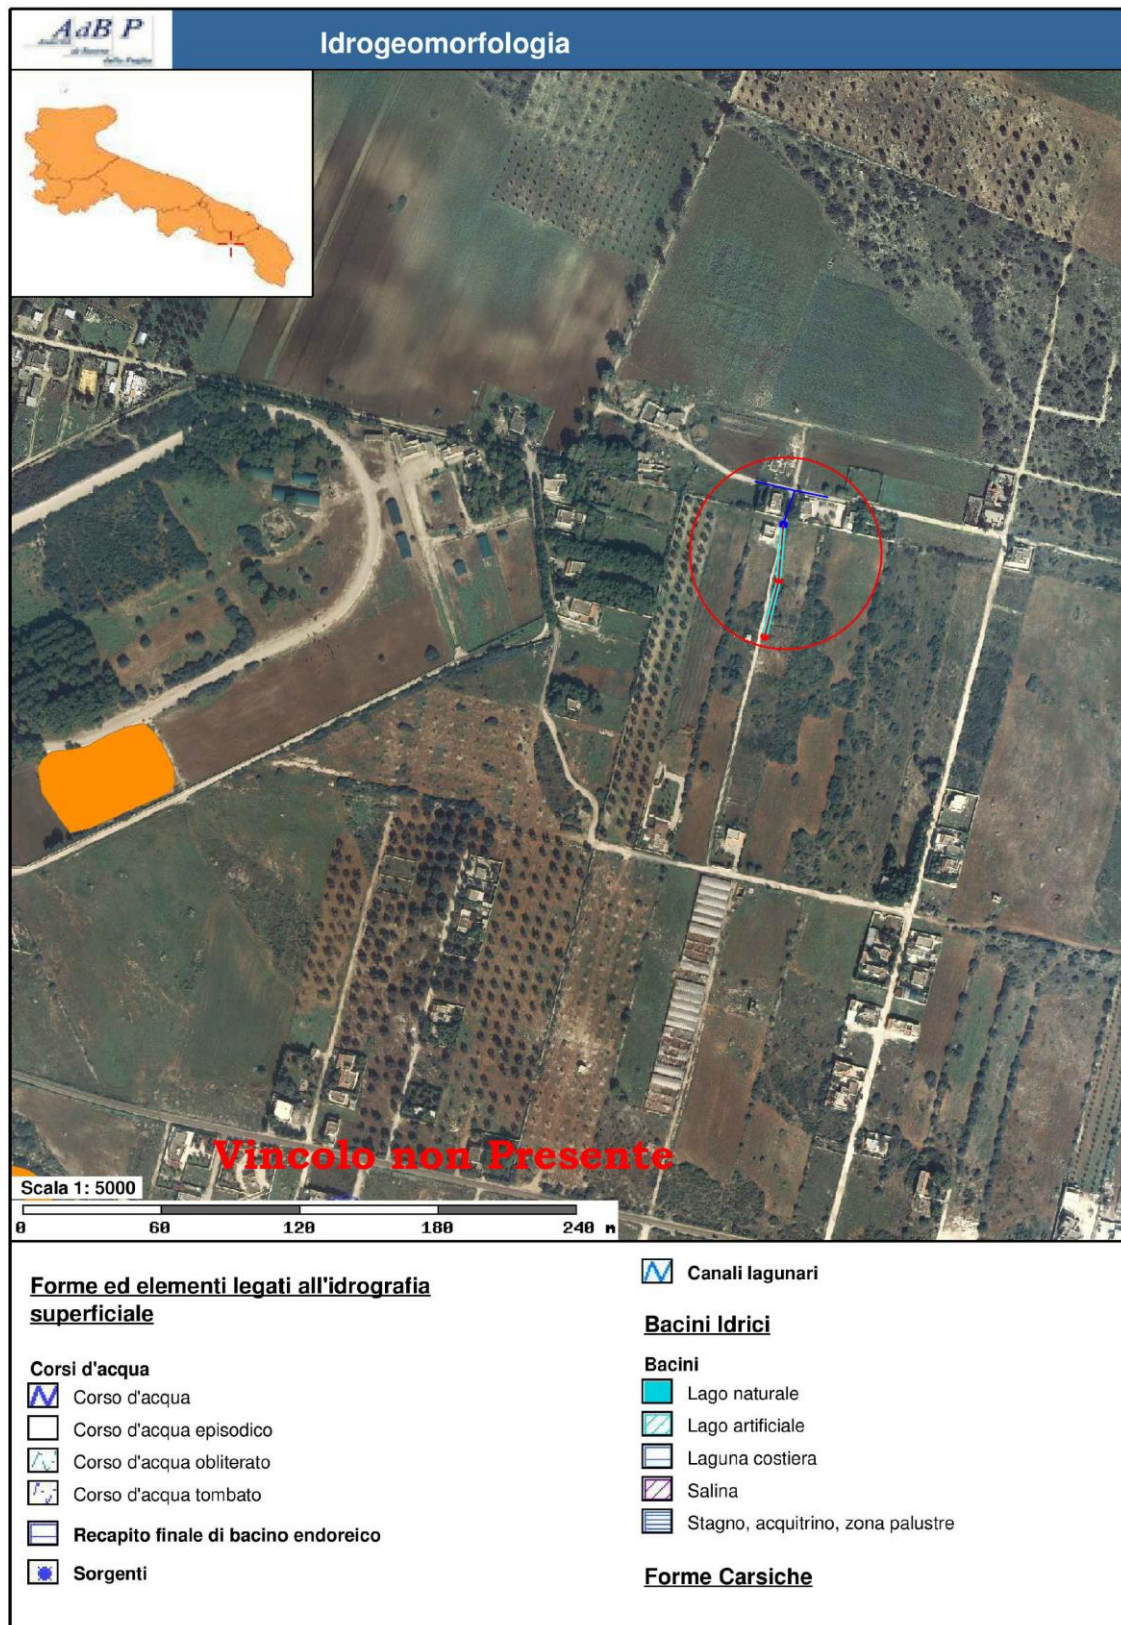 AdB P
Idrogeomorfologia
Vincolo non Presente
Scala 1: 5000
0 60 120 180 240 m
Forme ed elementi legati all'idrografia
superficiale
Corsi d'acqua
Corso d'acqua
Corso d'acqua episodico
Corso d'acqua obliterato
Corso d'acqua tombato
Recapito finale di bacino endoreico
Sorgenti
Canali lagunari
Bacini Idrici
Bacini
Lago naturale
Lago artificiale
Laguna costiera
Salina
Stagno, acquitrino, zona palustre
Forme Carsiche